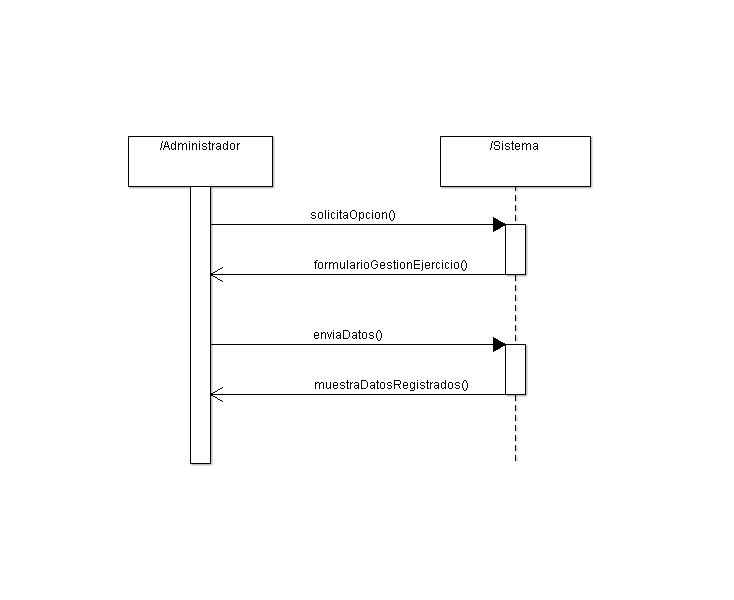 /Administrador
/Sistema
solicitaOpcion()
formularioGestionEjercicio()
enviaDatos()
muestraDatosRegistrados()